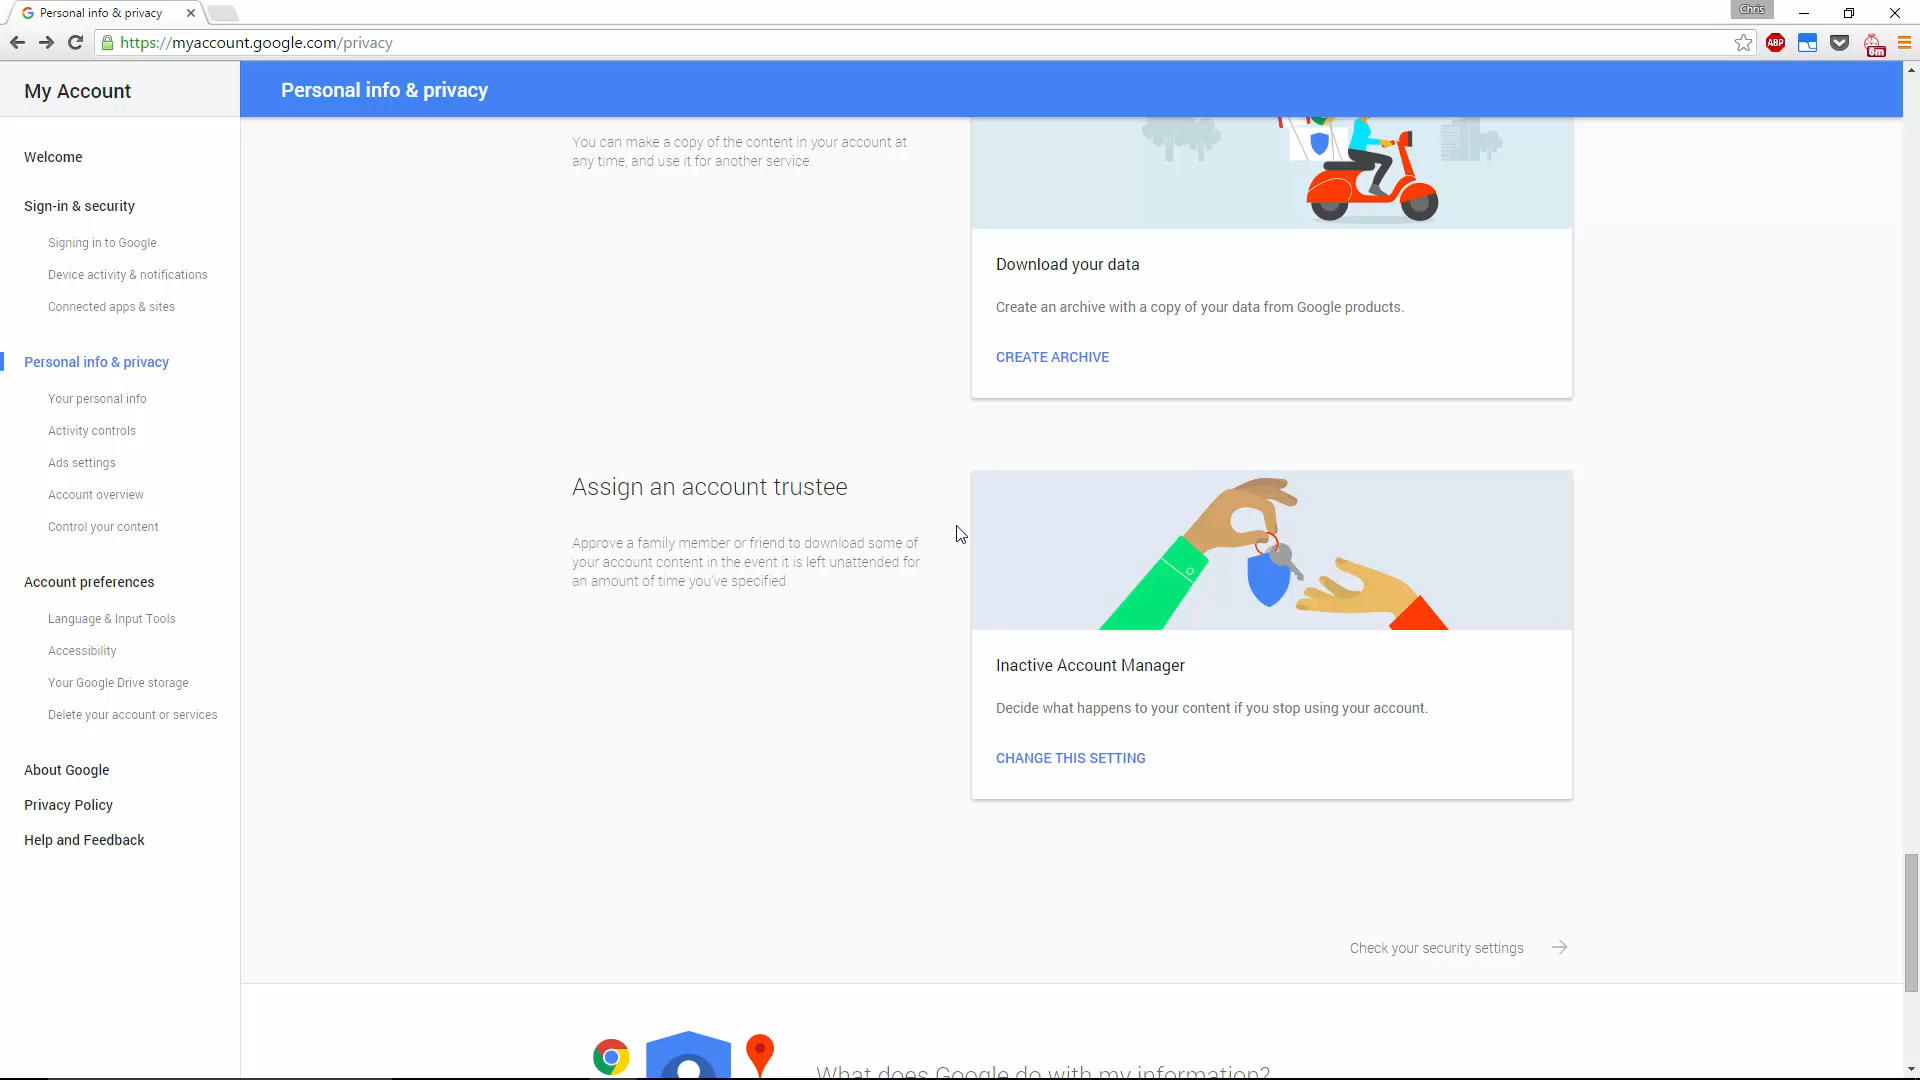 Personal info & privacy
Chris
https://myaccount.google.com/privacy
ABP
6m
My Account
Personal info & privacy
Welcome
Sign-in & security
Signing in to Google
Device activity & notifications
Connected apps & sites
Personal info & privacy
Your personal info
Activity controls
Ads settings
Account overview
Control your content
Account preferences
Language & Input Tools
Accessibility
Your Google Drive storage
Delete your account or services
About Google
Privacy Policy
Help and Feedback
You can make a copy of the content in your account at
any time, and use it for another service.
Download your data
Create an archive with a copy of your data from Google products.
CREATE ARCHIVE
Assign an account trustee
Approve a family member or friend to download some of
your account content in the event it is left unattended for
an amount of time you've specified.
Inactive Account Manager
Decide what happens to your content if you stop using your account.
CHANGE THIS SETTING
Check your security settings
What does Google do with my information?